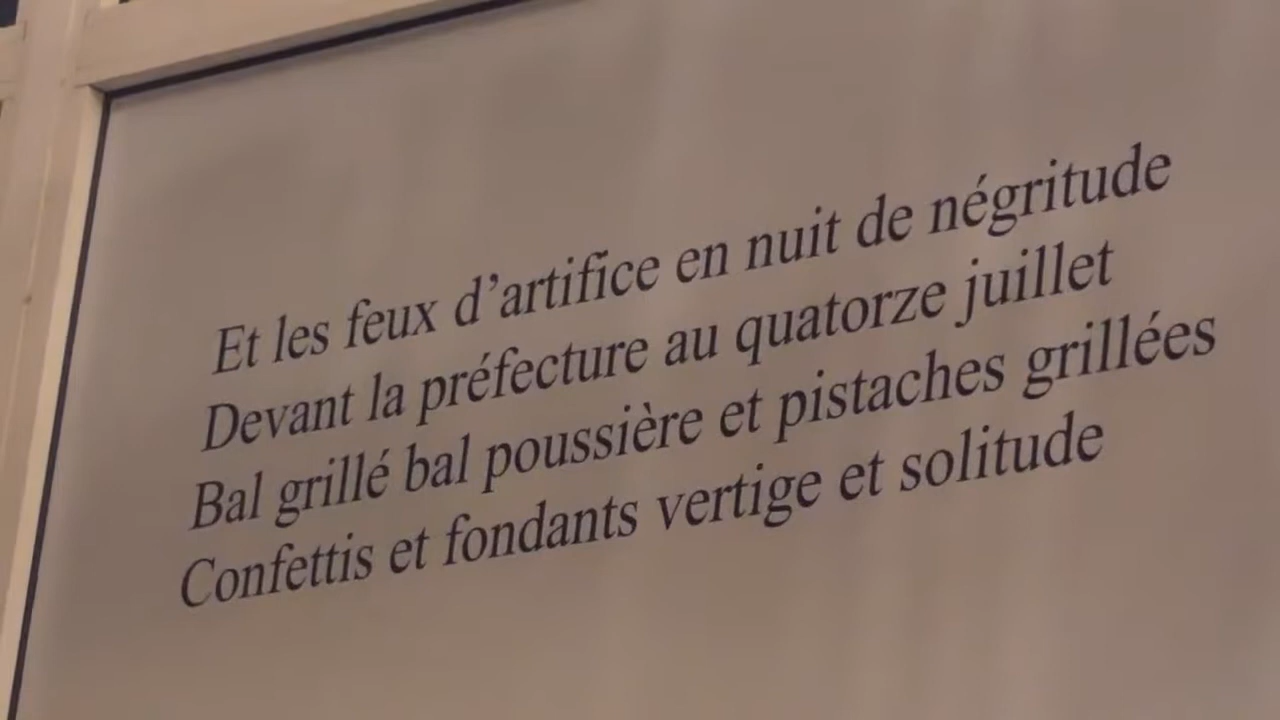 Et les feux d’artifice en nuit de négritude
Devant la préfecture au quatorze juillet
Bal grillé bal poussière et pistaches grillées
Confettis et fondants vertige et solitude